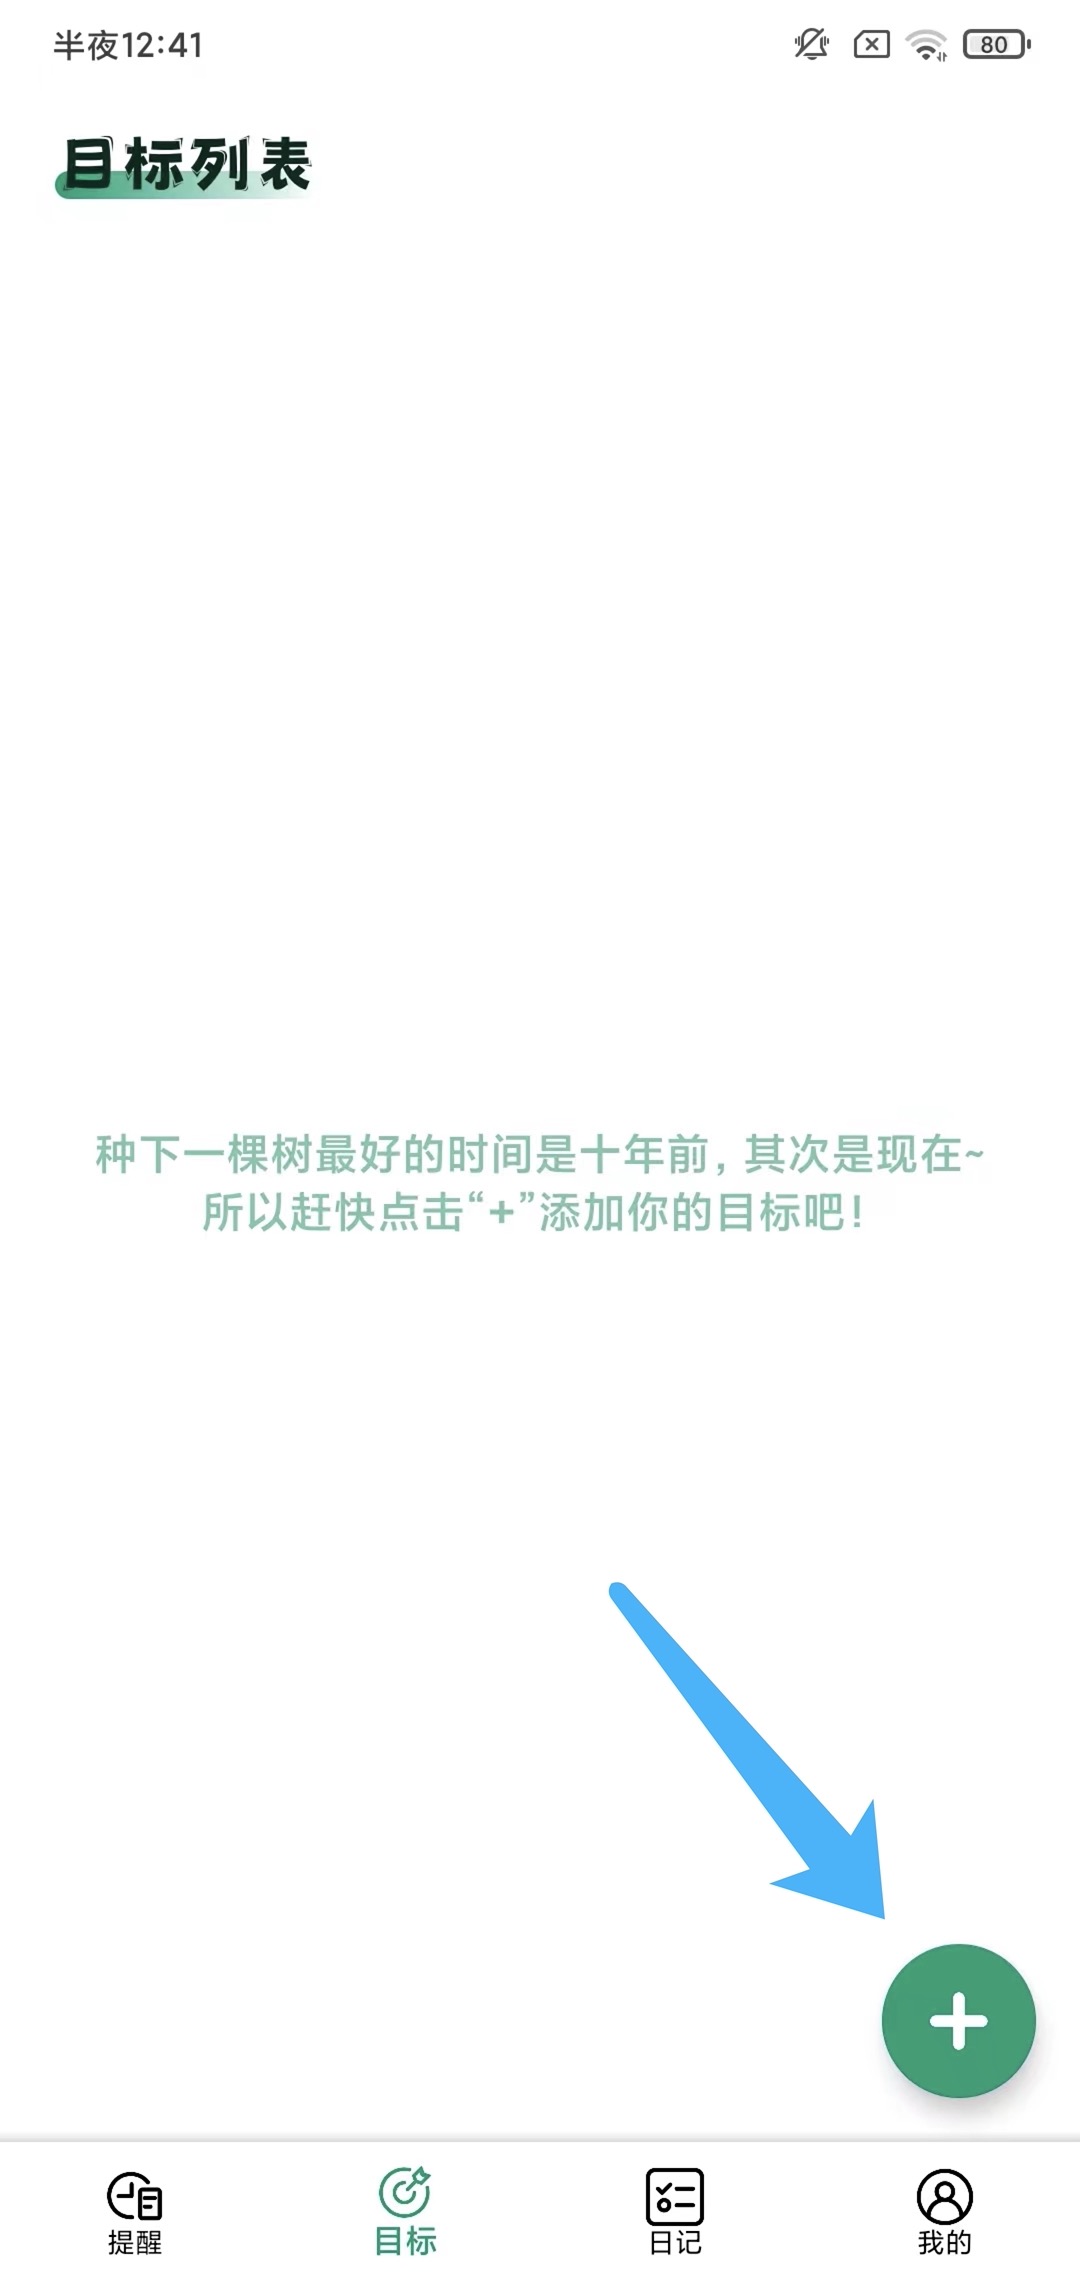 半夜12:41
80
目标列表
种下一棵树最好的时间是十年前，其次是现在~
所以赶快点击“+”添加你的目标吧！
提醒
目标
日记
我的